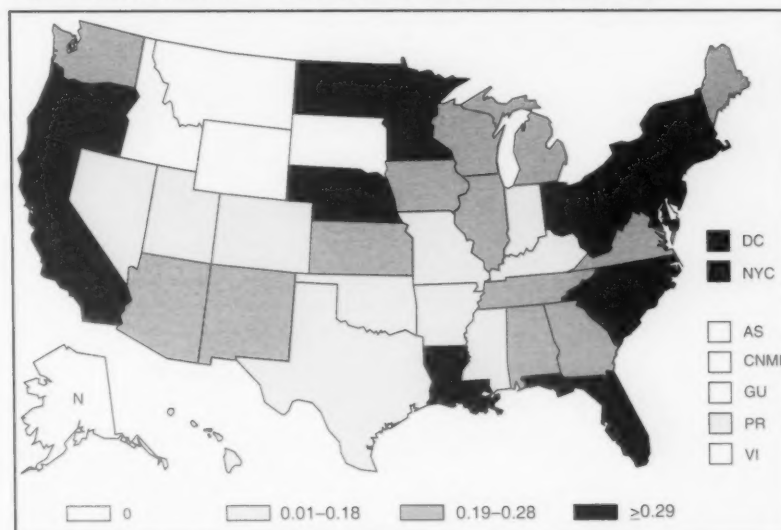 DC
NYC
AS
CNMI
GU
PR
VI
N
0
0.01–0.18
0.19–0.28
≥0.29